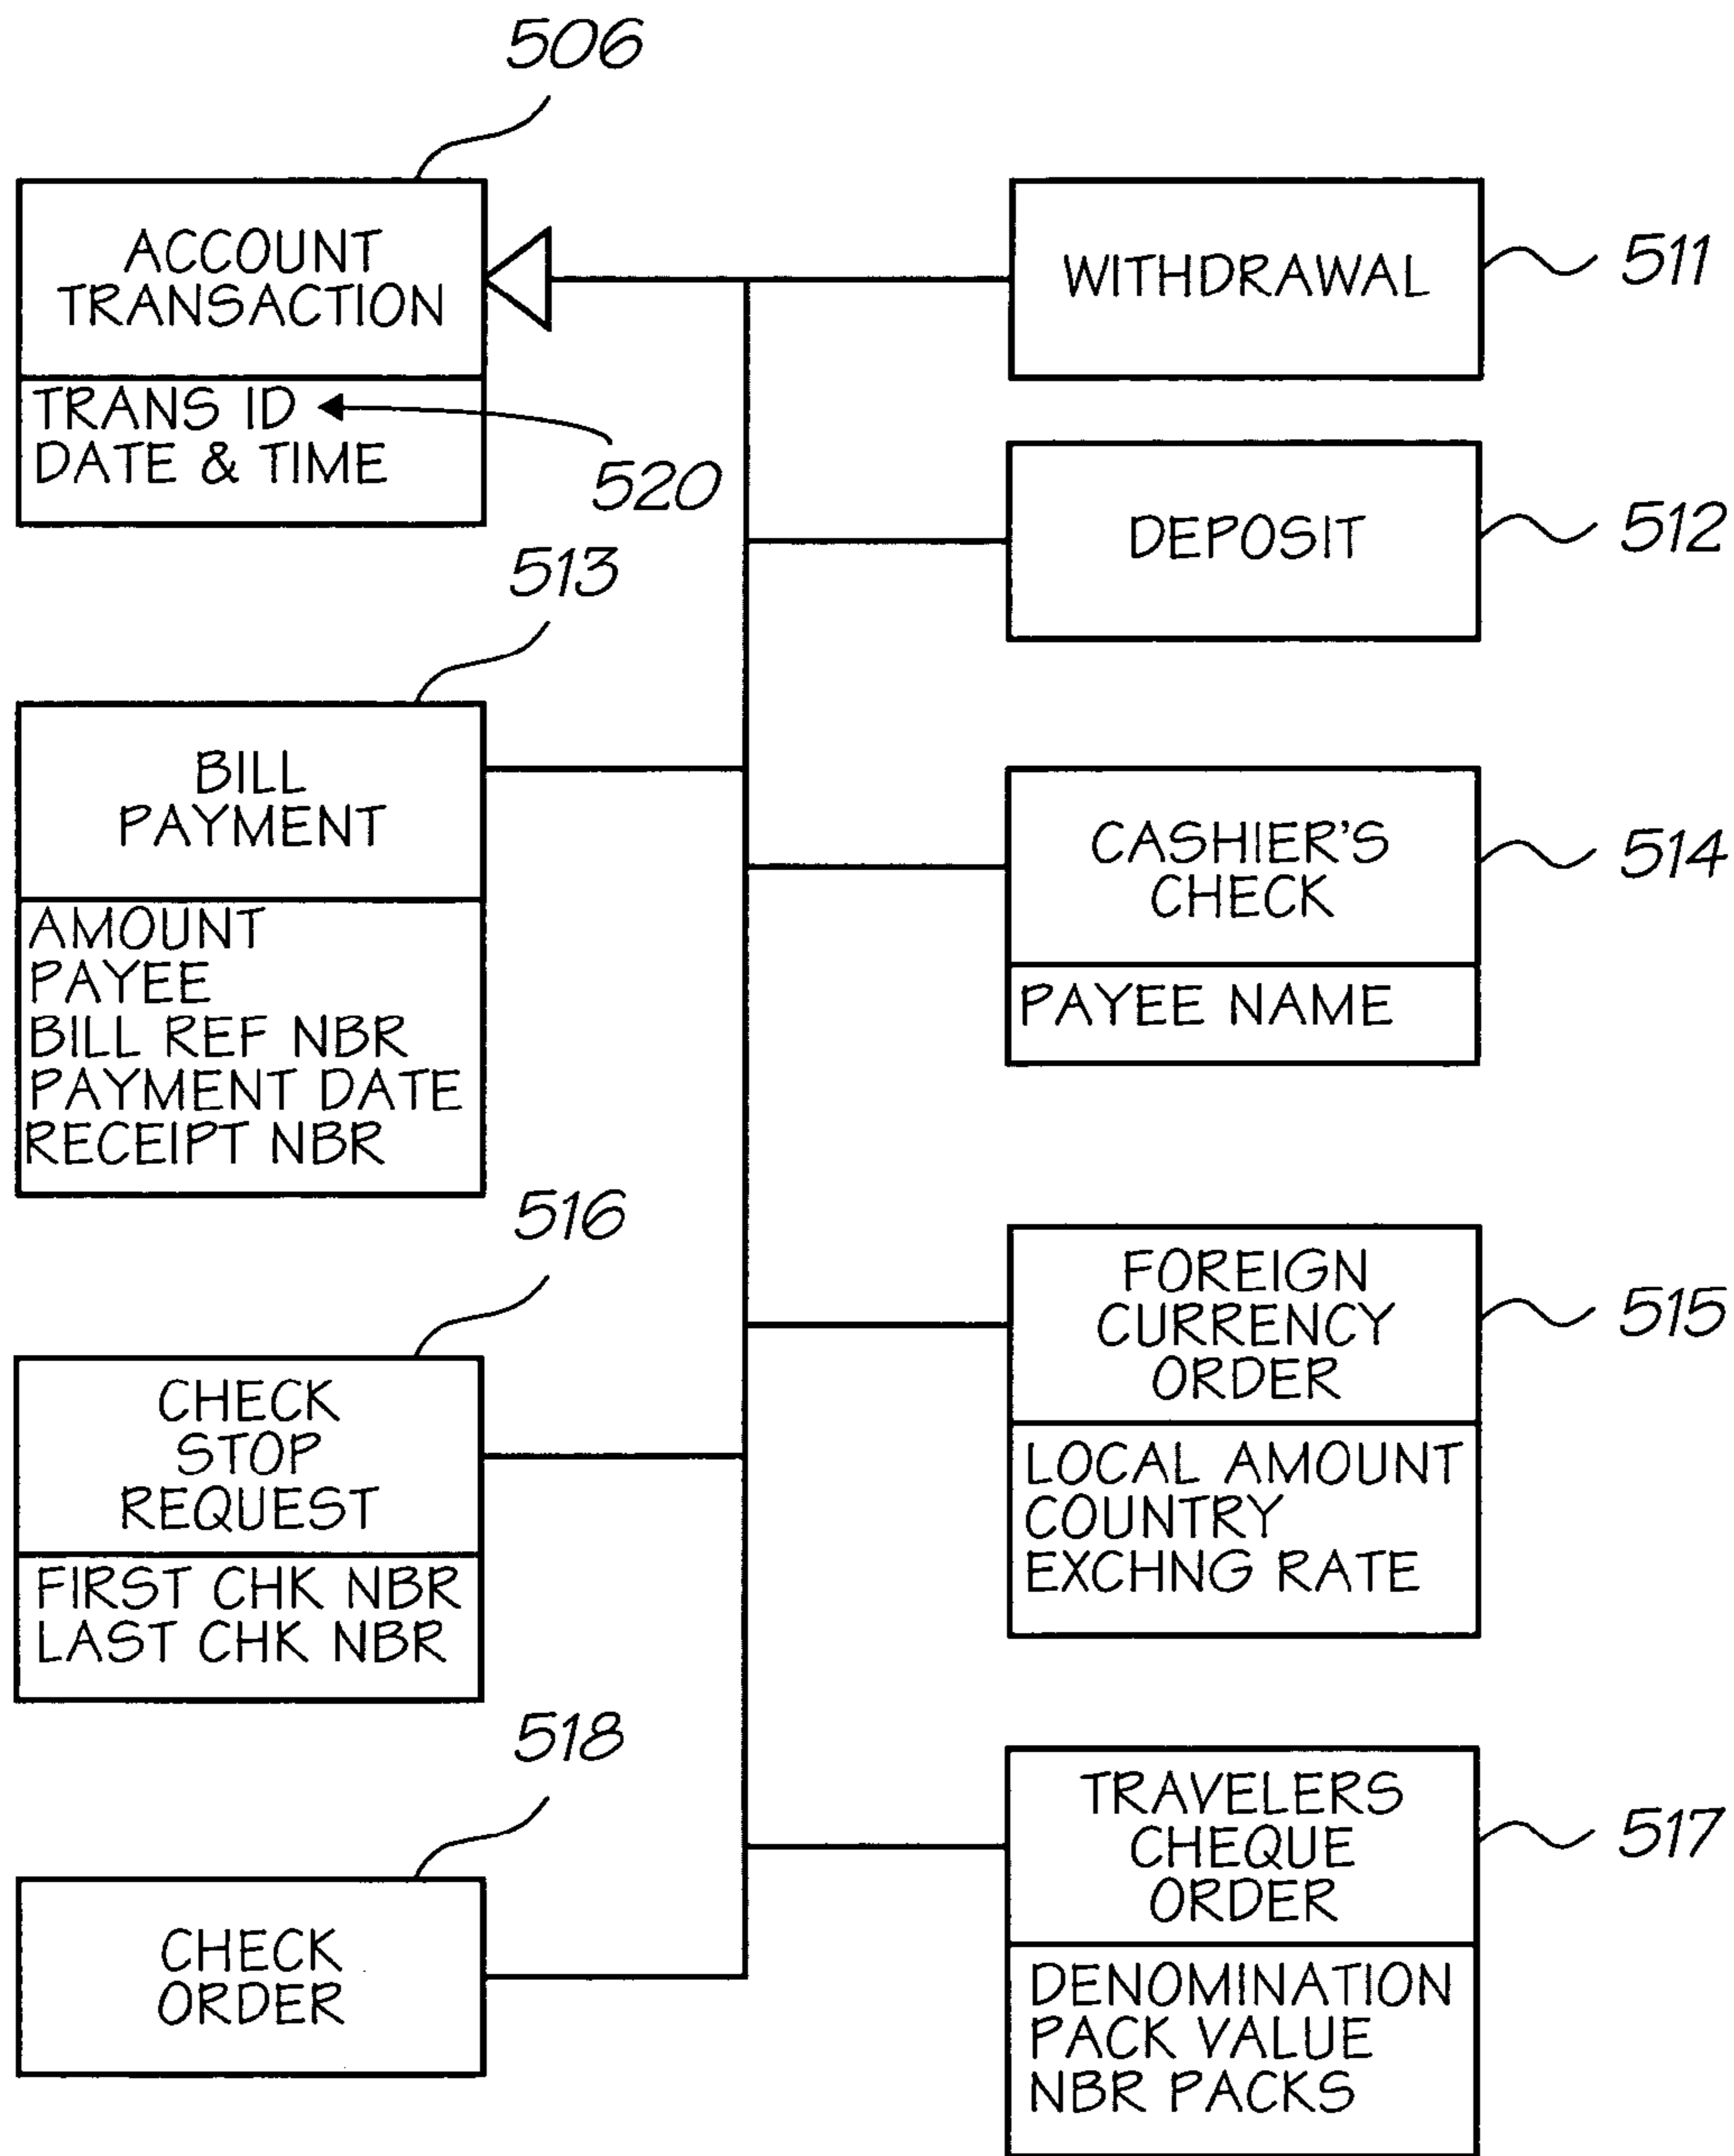 506
ACCOUNT
TRANSACTION
TRANS ID
DATE & TIME
520
WITHDRAWAL
511
DEPOSIT
512
513
BILL
PAYMENT
AMOUNT
PAYEE
BILL REF NBR
PAYMENT DATE
RECEIPT NBR
CASHIER'S
CHECK
PAYEE NAME
514
516
CHECK
STOP
REQUEST
FIRST CHK NBR
LAST CHK NBR
FOREIGN
CURRENCY
ORDER
LOCAL AMOUNT
COUNTRY
EXCHNG RATE
515
518
CHECK
ORDER
TRAVELERS
CHEQUE
ORDER
DENOMINATION
PACK VALUE
NBR PACKS
517